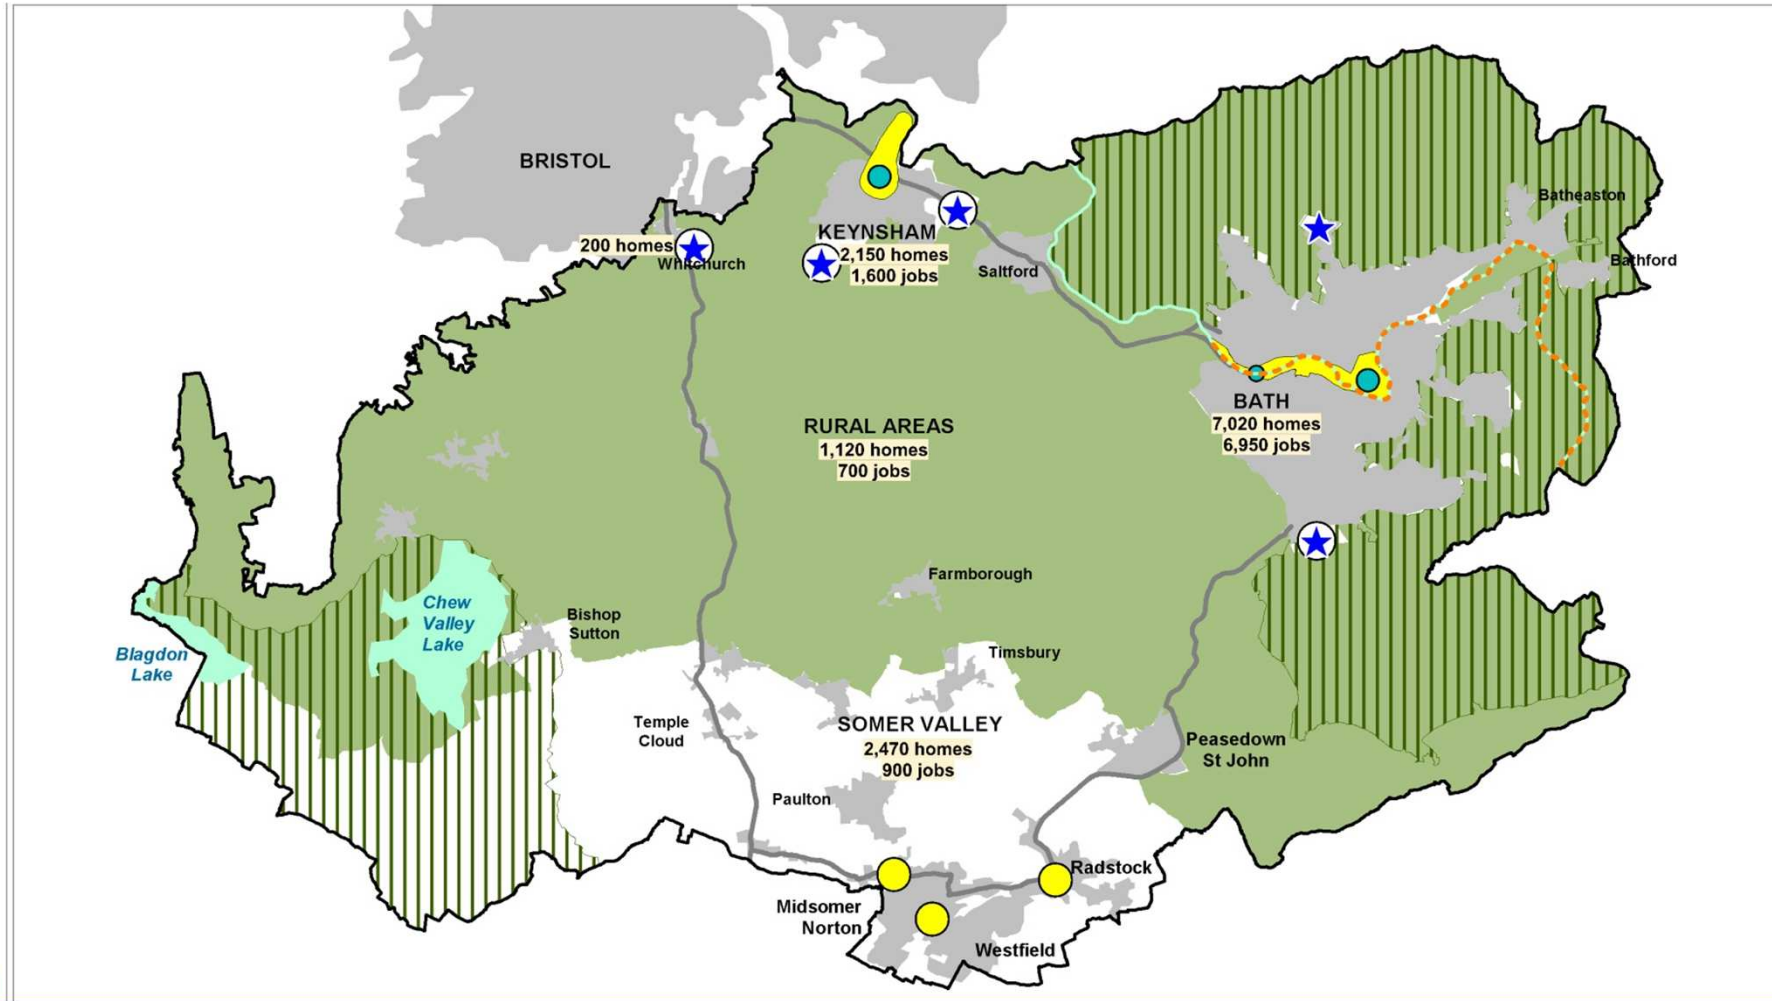 BRISTOL
Batheaston
KEYNSHAM
200 homes
2,150 homes
Whitchurch
Bathford
Saltford
1,600 jobs
BATH
7,020 homes
6,950 jobs
RURAL AREAS
1,120 homes
700 jobs
Farmborough
Chew
Valley
Lake
Bishop
Sutton
Blagdon
Lake
Timsbury
Temple
Cloud
SOMER VALLEY
2,470 homes
900 jobs
Peasedown
St John
Paulton
Radstock
Midsomer
Norton
Westfield